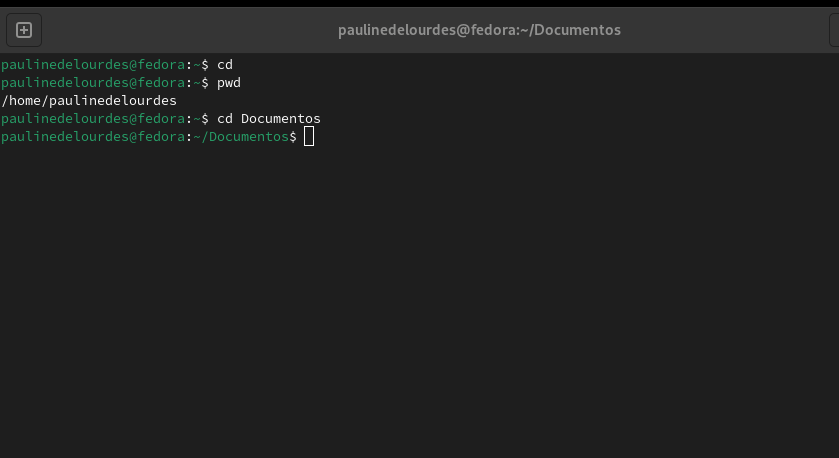 paulinedelourdes@fedora:~/Documentos
paulinedelourdes@fedora:~$ cd
paulinedelourdes@fedora:~$ pwd
/home/paulinedelourdes
paulinedelourdes@fedora:~$ cd Documentos
paulinedelourdes@fedora:~/Documentos$